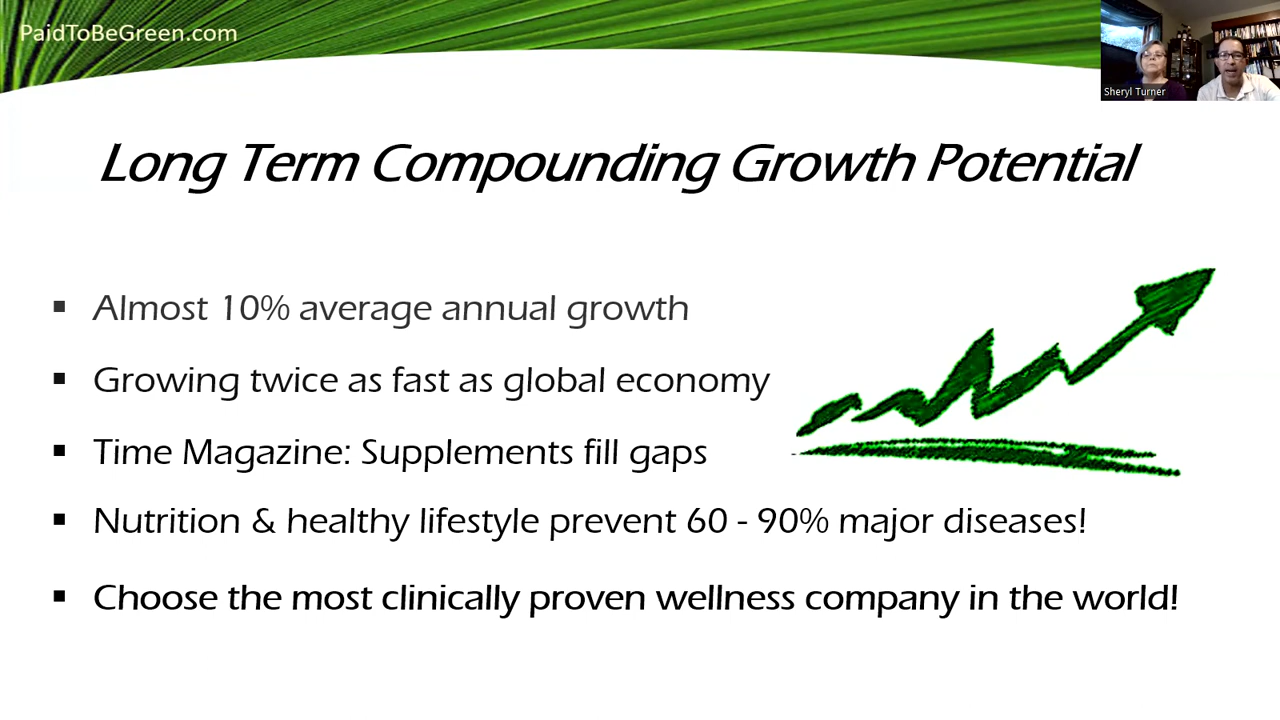 PaidToBeGreen.com
Sheryl Turner
Long Term Compounding Growth Potential
▪ Almost 10% average annual growth
▪ Growing twice as fast as global economy
▪ Time Magazine: Supplements fill gaps
▪ Nutrition & healthy lifestyle prevent 60 - 90% major diseases!
▪ Choose the most clinically proven wellness company in the world!